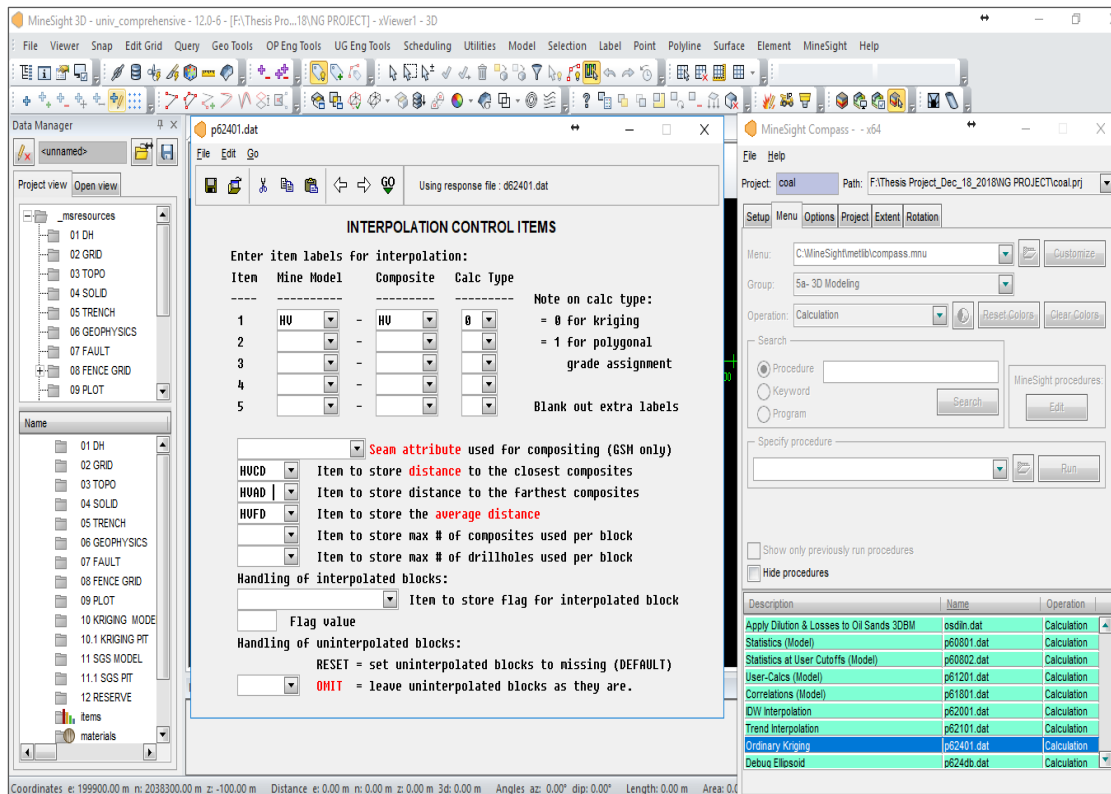 MineSight 3D - univ_comprehensive - 12.0-6 - [F:\Thesis Pro...18\NG PROJECT] - xViewer1 - 3D
File Viewer Snap Edit Grid Query Geo Tools OP Eng Tools UG Eng Tools Scheduling Utilities Model Selection Label Point Polyline Surface Element MineSight Help
Data Manager
<unnamed>
Project view Open view
_msresources
01 DH
02 GRID
03 TOPO
04 SOLID
05 TRENCH
06 GEOPHYSICS
07 FAULT
08 FENCE GRID
09 PLOT
Name
01 DH
02 GRID
03 TOPO
04 SOLID
05 TRENCH
06 GEOPHYSICS
07 FAULT
08 FENCE GRID
09 PLOT
10 KRIGING MODE
10.1 KRIGING PIT
11 SGS MODEL
11.1 SGS PIT
12 RESERVE
items
materials
p62401.dat
File Edit Go
GO Using response file : d62401.dat
INTERPOLATION CONTROL ITEMS
Enter item labels for interpolation:
Item Mine Model Composite Calc Type
---- ---------- --------- --------- Note on calc type:
1 HV - HV 0 = 0 for kriging
2 - = 1 for polygonal
3 - grade assignment
4 -
5 - Blank out extra labels
Seam attribute used for compositing (GSM only)
HVCD Item to store distance to the closest composites
HVAD Item to store distance to the farthest composites
HVFD Item to store the average distance
Item to store max # of composites used per block
Item to store max # of drillholes used per block
Handling of interpolated blocks:
Item to store flag for interpolated block
Flag value
Handling of uninterpolated blocks:
RESET = set uninterpolated blocks to missing (DEFAULT)
OMIT = leave uninterpolated blocks as they are.
MineSight Compass - - x64
File Help
Project: coal Path: F:\Thesis Project_Dec_18_2018\NG PROJECT\coal.prj
Setup Menu Options Project Extent Rotation
Menu: C:\MineSight\metlib\compass.mnu Customize
Group: 5a- 3D Modeling
Operation: Calculation Reset Colors Clear Colors
Search
Procedure
Keyword
Program
Search
MineSight procedures:
Edit
Specify procedure
Run
Show only previously run procedures
Hide procedures
Description Name Operation
Apply Dilution & Losses to Oil Sands 3DBM osdiln.dat Calculation
Statistics (Model) p60801.dat Calculation
Statistics at User Cutoffs (Model) p60802.dat Calculation
User-Calcs (Model) p61201.dat Calculation
Correlations (Model) p61801.dat Calculation
IDW Interpolation p62001.dat Calculation
Trend Interpolation p62101.dat Calculation
Ordinary Kriging p62401.dat Calculation
Debug Ellipsoid p624db.dat Calculation
Coordinates e: 199900.00 m n: 2038300.00 m z: -100.00 m Distance e: 0.00 m n: 0.00 m z: 0.00 m 3d: 0.00 m Angles az: 0.00° dip: 0.00° Length: 0.00 m Area: 0.0